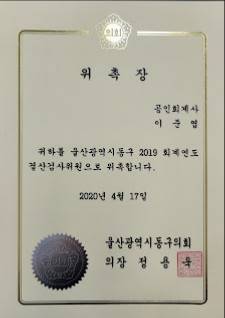 의회
위촉장
공인회계사
이준엽
귀하를 울산광역시동구 2019 회계연도
결산검사위원으로 위촉합니다.
2020년 4월 17일
울산광역시동구의회
의장 정용욱